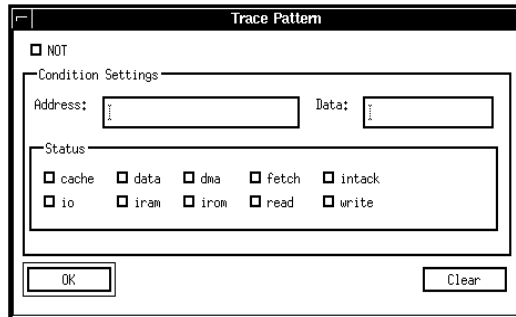 Trace Pattern
NOT
Condition Settings
Address: Data:
Status
cache data dma fetch intack
io iram irom read write
OK Clear